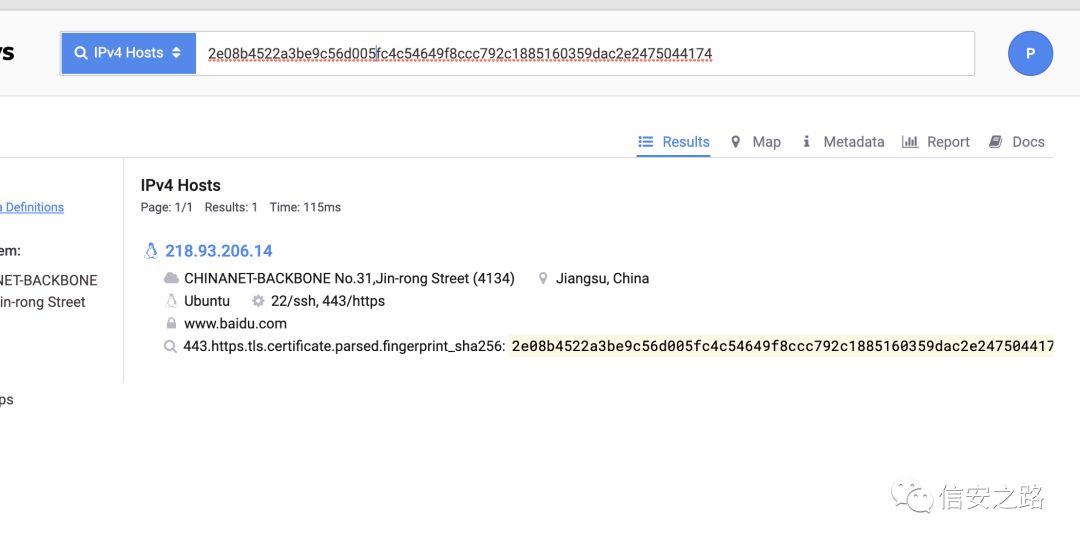 IPv4 Hosts 2e08b4522a3be9c56d005fc4c54649f8ccc792c1885160359dac2e2475044174 P
Results Map Metadata Report Docs
Definitions
IPv4 Hosts
Page: 1/1 Results: 1 Time: 115ms
em:
218.93.206.14
NET-BACKBONE
CHINANET-BACKBONE No.31,Jin-rong Street (4134) Jiangsu, China
in-rong Street
Ubuntu 22/ssh, 443/https
www.baidu.com
443.https.tls.certificate.parsed.fingerprint_sha256: 2e08b4522a3be9c56d005fc4c54649f8ccc792c1885160359dac2e247504417
ps
信安之路